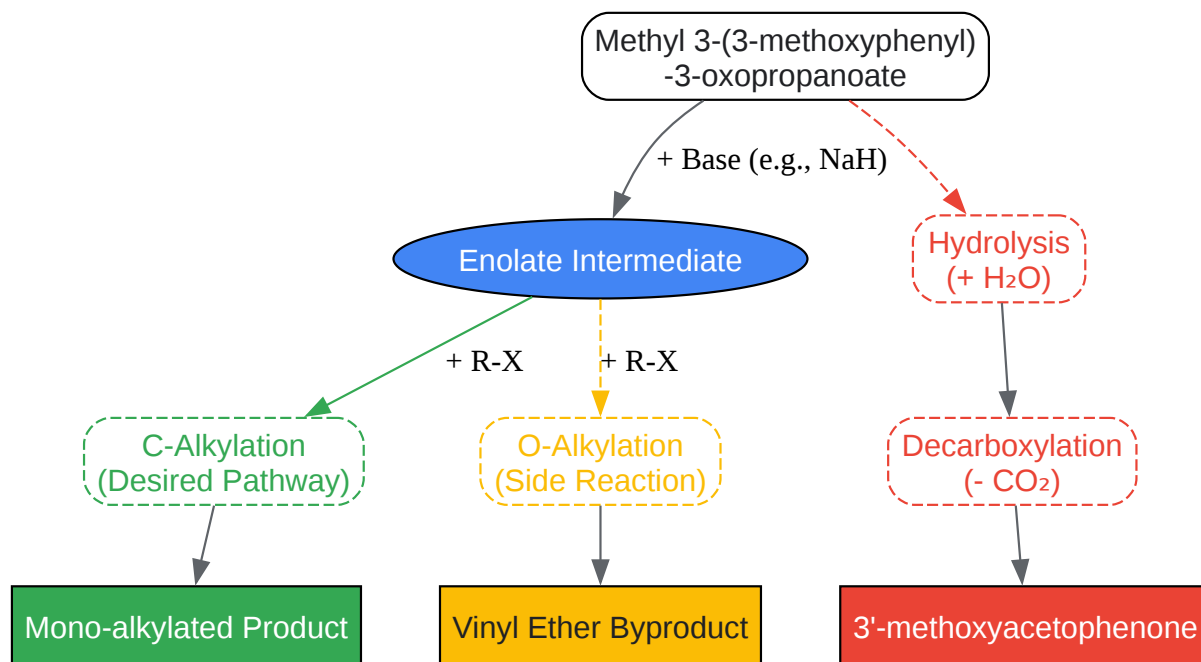 Methyl 3-(3-methoxyphenyl)
-3-oxopropanoate
+ Base (e.g., NaH)
Enolate Intermediate
Hydrolysis
(+ H₂O)
+ R-X
+ R-X
C-Alkylation
(Desired Pathway)
O-Alkylation
(Side Reaction)
Decarboxylation
(- CO₂)
Mono-alkylated Product
Vinyl Ether Byproduct
3'-methoxyacetophenone